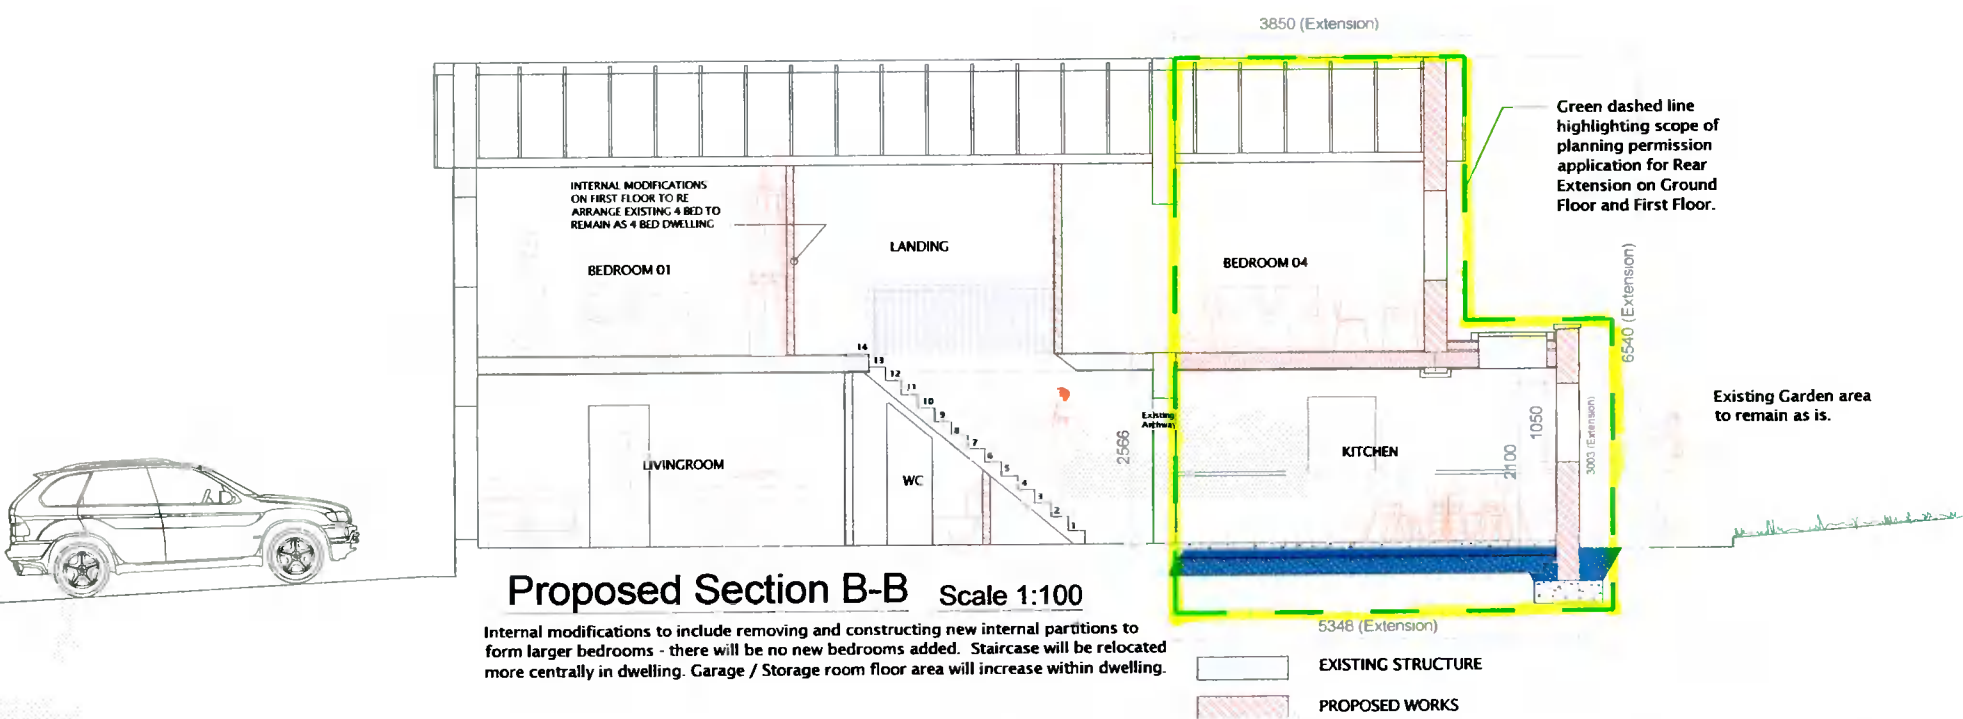 3850 (Extension)
Green dashed line
highlighting scope of
planning permission
application for Rear
Extension on Ground
Floor and First Floor.
INTERNAL MODIFICATIONS
ON FIRST FLOOR TO RE
ARRANGE EXISTING 4 BED TO
REMAIN AS 4 BED DWELLING
LANDING
BEDROOM 01
BEDROOM 04
6540 (Extension)
14
13
12
11
10
9
8
7
6
5
4
3
2
1
Existing
Archway
2566
KITCHEN
2100
1050
3003 (Extension)
Existing Garden area
to remain as is.
LIVINGROOM
WC
Proposed Section B-B Scale 1:100
Internal modifications to include removing and constructing new internal partitions to
form larger bedrooms - there will be no new bedrooms added. Staircase will be relocated
more centrally in dwelling. Garage / Storage room floor area will increase within dwelling.
5348 (Extension)
EXISTING STRUCTURE
PROPOSED WORKS